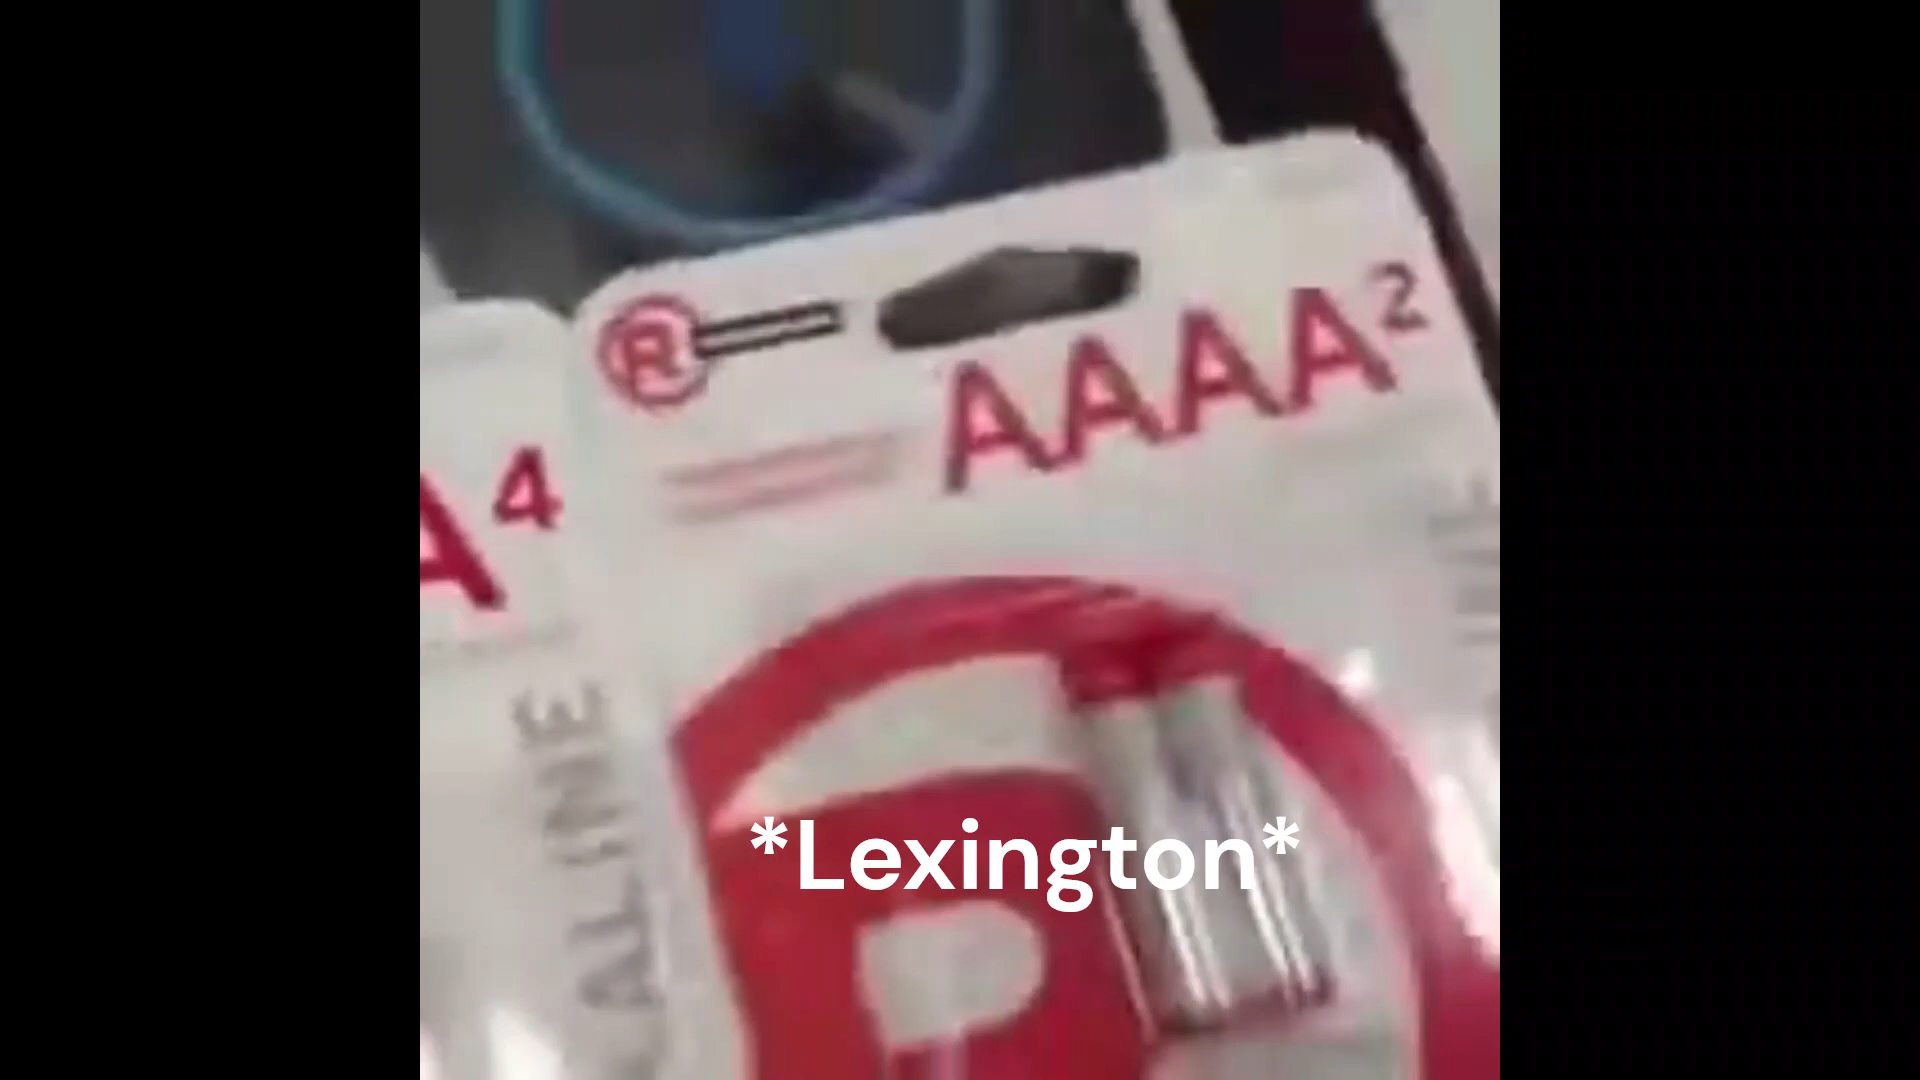 R
AAAA²
A⁴
ALINE
R
*Lexington*